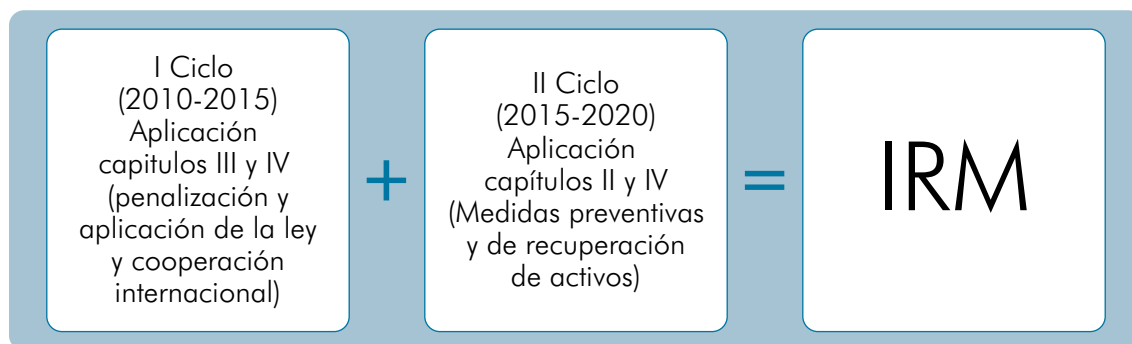 I Ciclo
(2010-2015)
Aplicación
capitulos III y IV
(penalización y
aplicación de la ley
y cooperación
internacional)
+
II Ciclo
(2015-2020)
Aplicación
capítulos II y IV
(Medidas preventivas
y de recuperación
de activos)
=
IRM